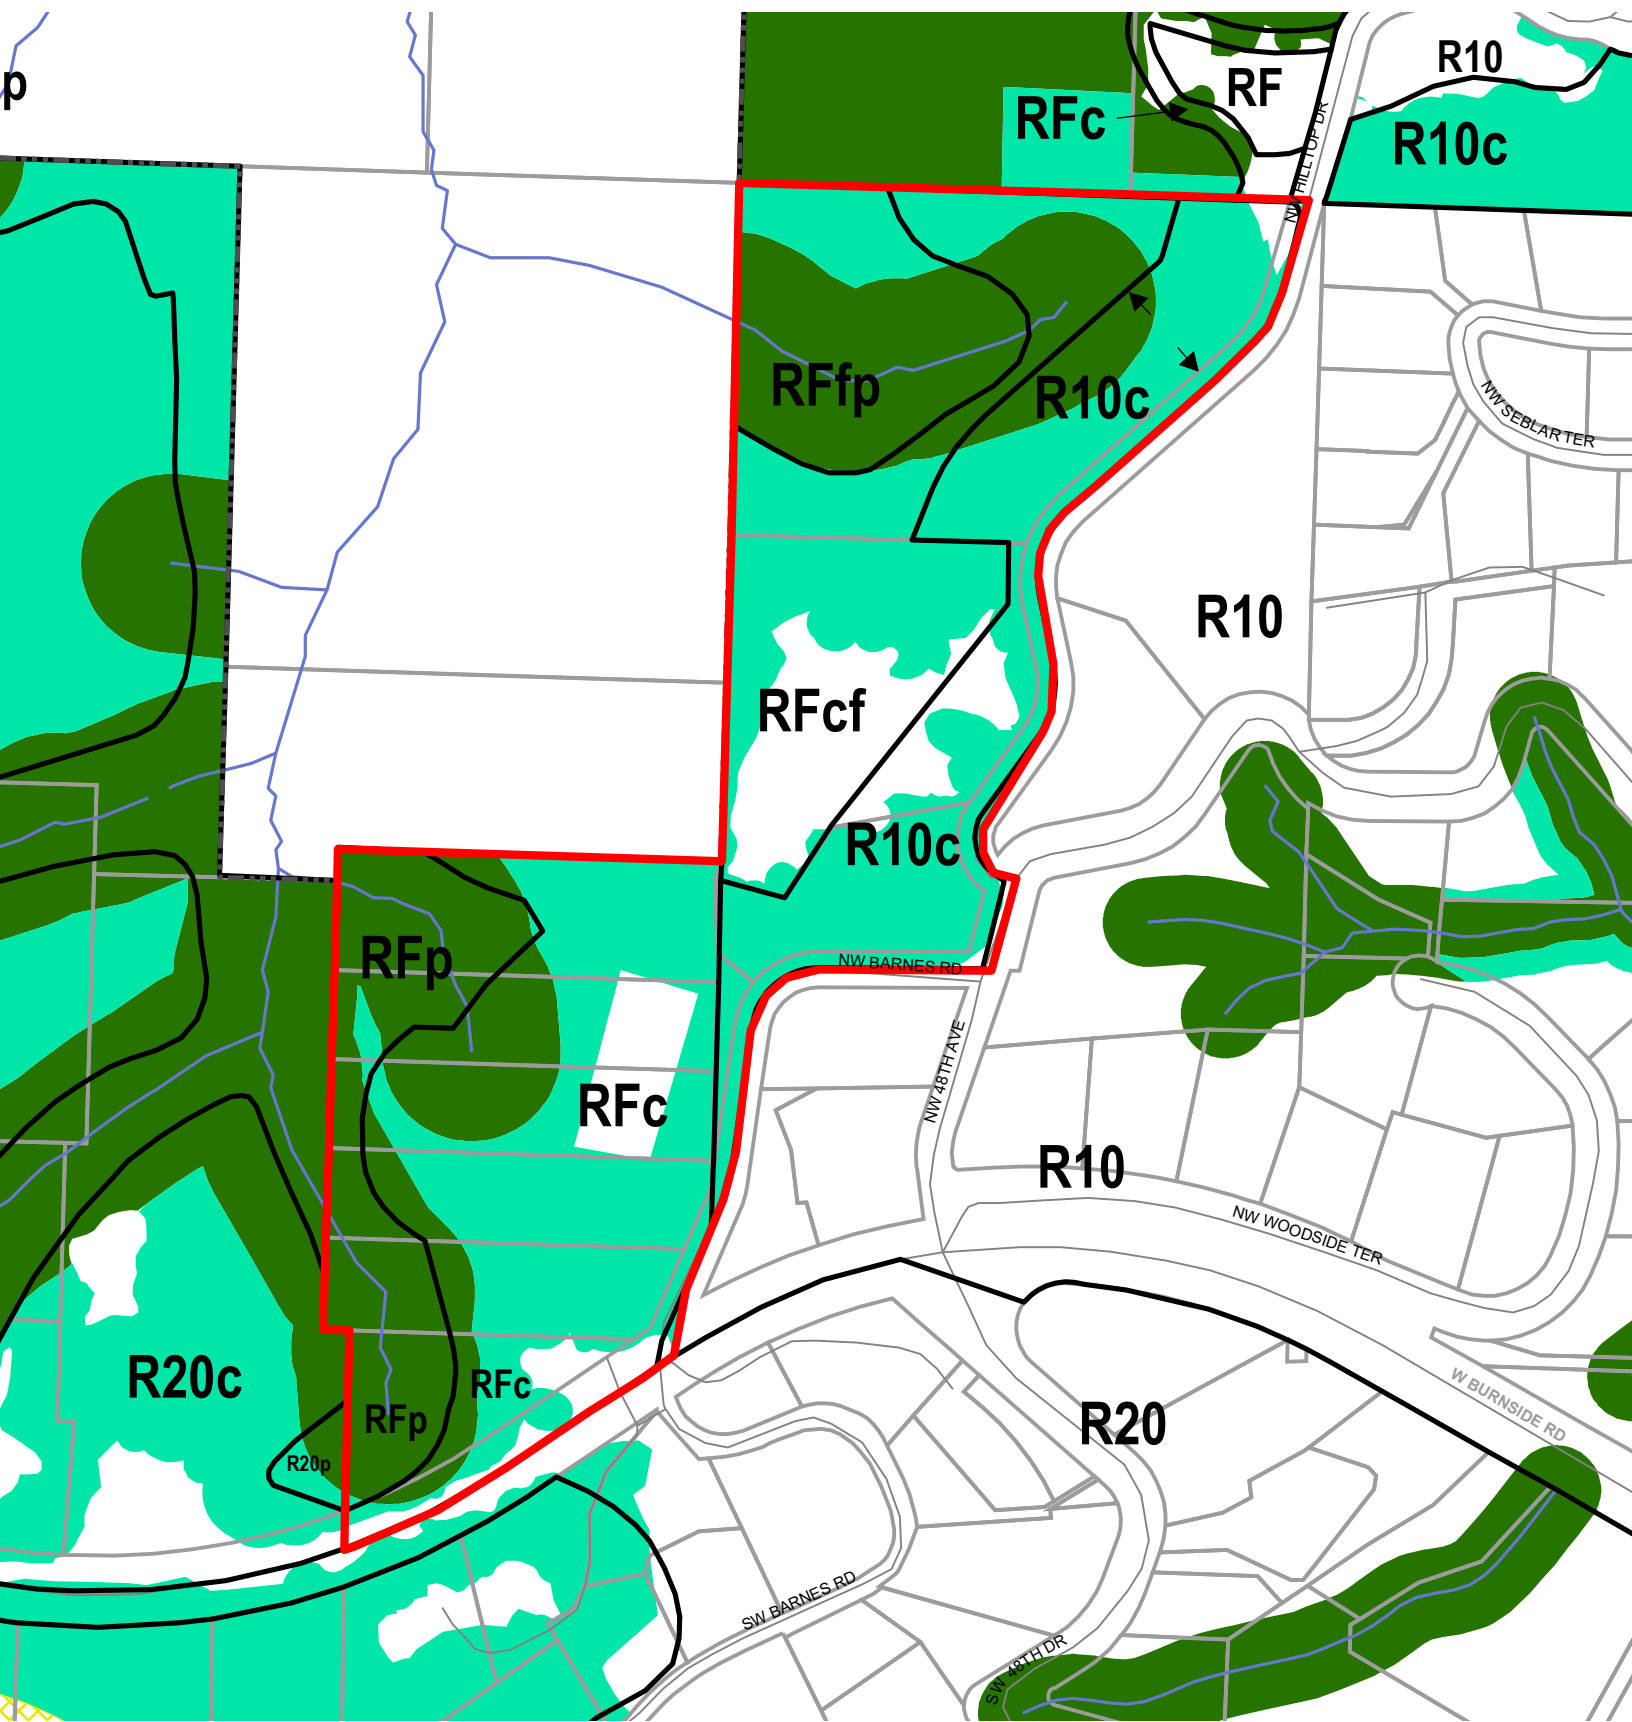 R10
p
RF
RFc
R10c
NW HILLTOP DR
RFfp
R10c
NW SEBLAR TER
R10
RFcf
R10c
RFp
NW BARNES RD
NW 48TH AVE
RFc
R10
NW WOODSIDE TER
R20c
RFc
RFp
R20
W BURNSIDE RD
R20p
SW BARNES RD
SW 48TH DR